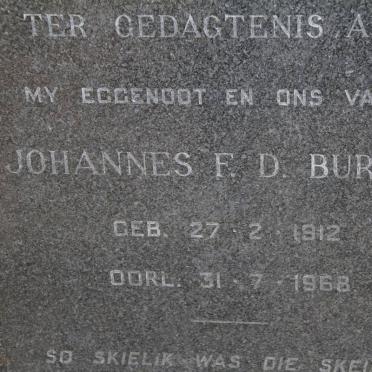 TER GEDAGTENIS A
MY EGGENOOT EN ONS VA
JOHANNES F. D. BUR
GEB. 27 · 2 · 1912
OORL. 31 · 7 · 1968
SO SKIELIK WAS DIE SKEI